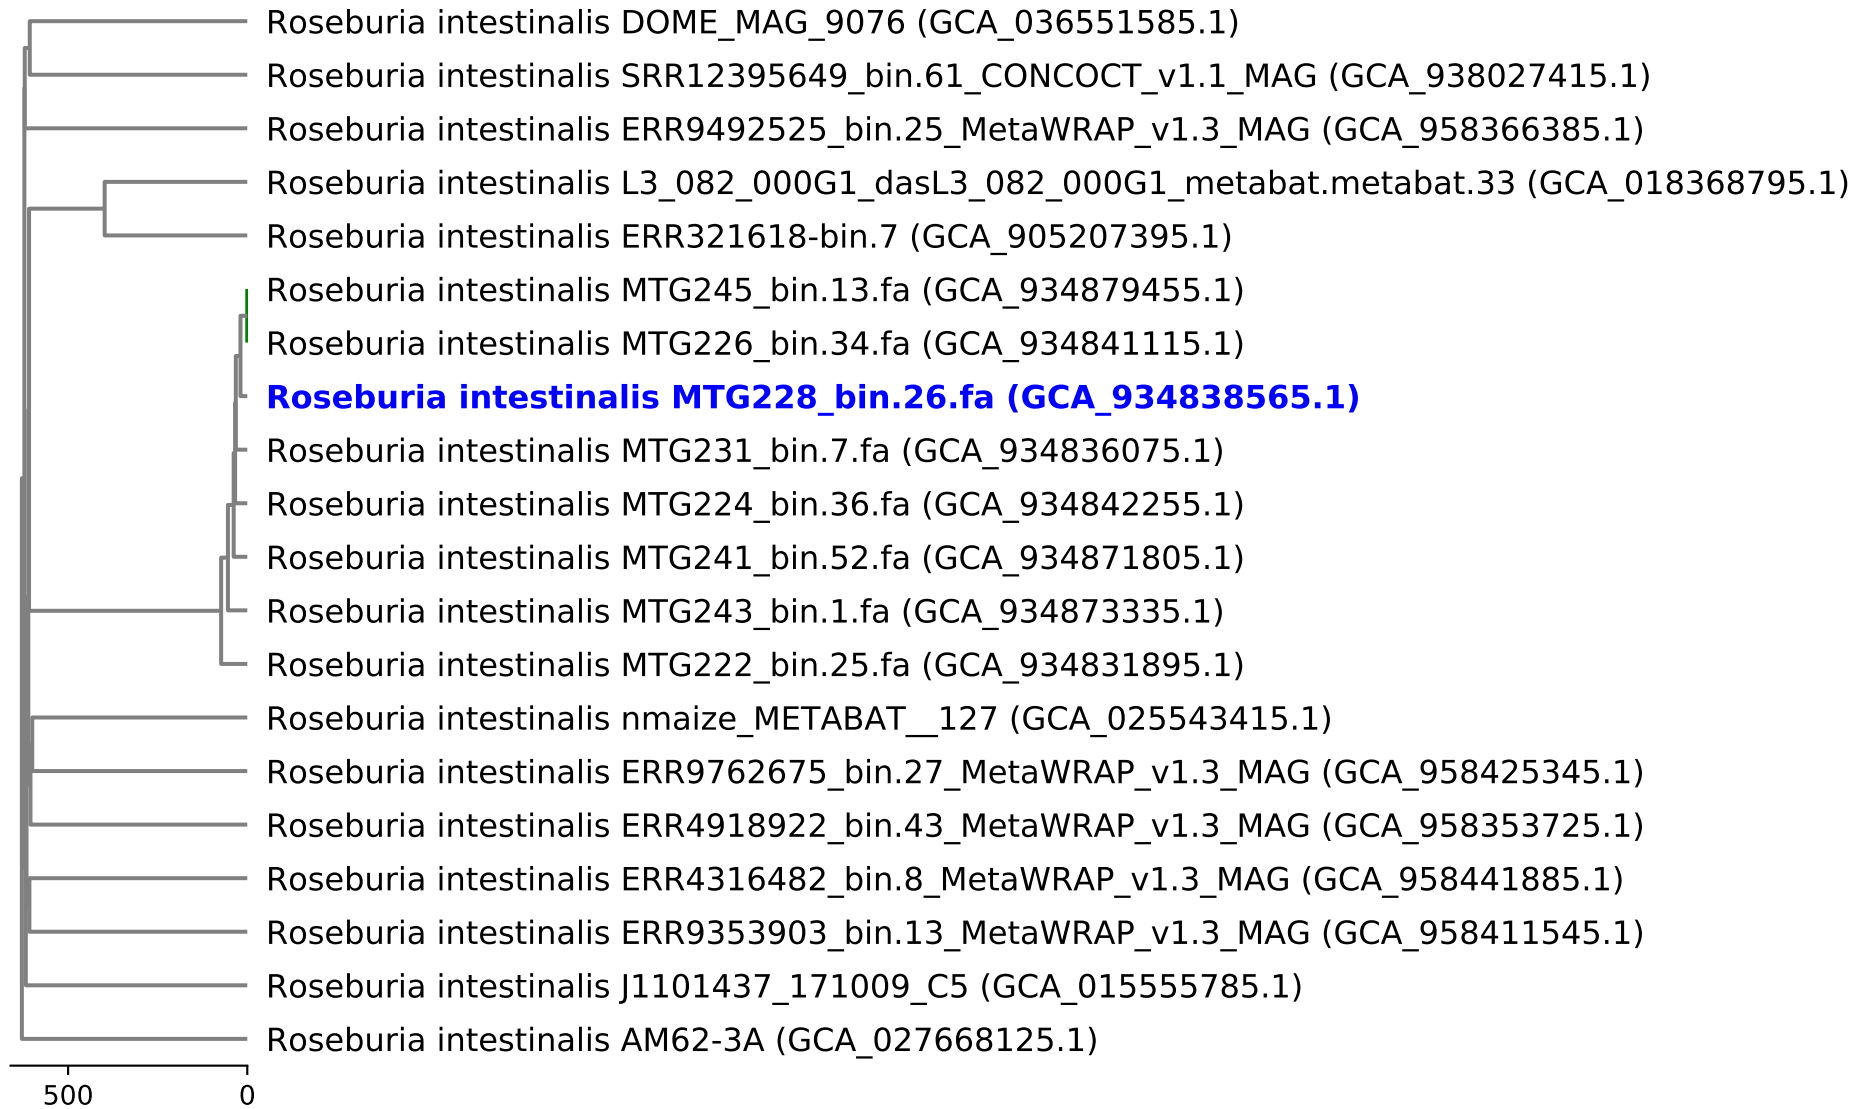 Roseburia intestinalis DOME_MAG_9076 (GCA_036551585.1)
Roseburia intestinalis SRR12395649_bin.61_CONCOCT_v1.1_MAG (GCA_938027415.1)
Roseburia intestinalis ERR9492525_bin.25_MetaWRAP_v1.3_MAG (GCA_958366385.1)
Roseburia intestinalis L3_082_000G1_dasL3_082_000G1_metabat.metabat.33 (GCA_018368795.1)
Roseburia intestinalis ERR321618-bin.7 (GCA_905207395.1)
Roseburia intestinalis MTG245_bin.13.fa (GCA_934879455.1)
Roseburia intestinalis MTG226_bin.34.fa (GCA_934841115.1)
Roseburia intestinalis MTG228_bin.26.fa (GCA_934838565.1)
Roseburia intestinalis MTG231_bin.7.fa (GCA_934836075.1)
Roseburia intestinalis MTG224_bin.36.fa (GCA_934842255.1)
Roseburia intestinalis MTG241_bin.52.fa (GCA_934871805.1)
Roseburia intestinalis MTG243_bin.1.fa (GCA_934873335.1)
Roseburia intestinalis MTG222_bin.25.fa (GCA_934831895.1)
Roseburia intestinalis nmaize_METABAT__127 (GCA_025543415.1)
Roseburia intestinalis ERR9762675_bin.27_MetaWRAP_v1.3_MAG (GCA_958425345.1)
Roseburia intestinalis ERR4918922_bin.43_MetaWRAP_v1.3_MAG (GCA_958353725.1)
Roseburia intestinalis ERR4316482_bin.8_MetaWRAP_v1.3_MAG (GCA_958441885.1)
Roseburia intestinalis ERR9353903_bin.13_MetaWRAP_v1.3_MAG (GCA_958411545.1)
Roseburia intestinalis J1101437_171009_C5 (GCA_015555785.1)
Roseburia intestinalis AM62-3A (GCA_027668125.1)
500 0